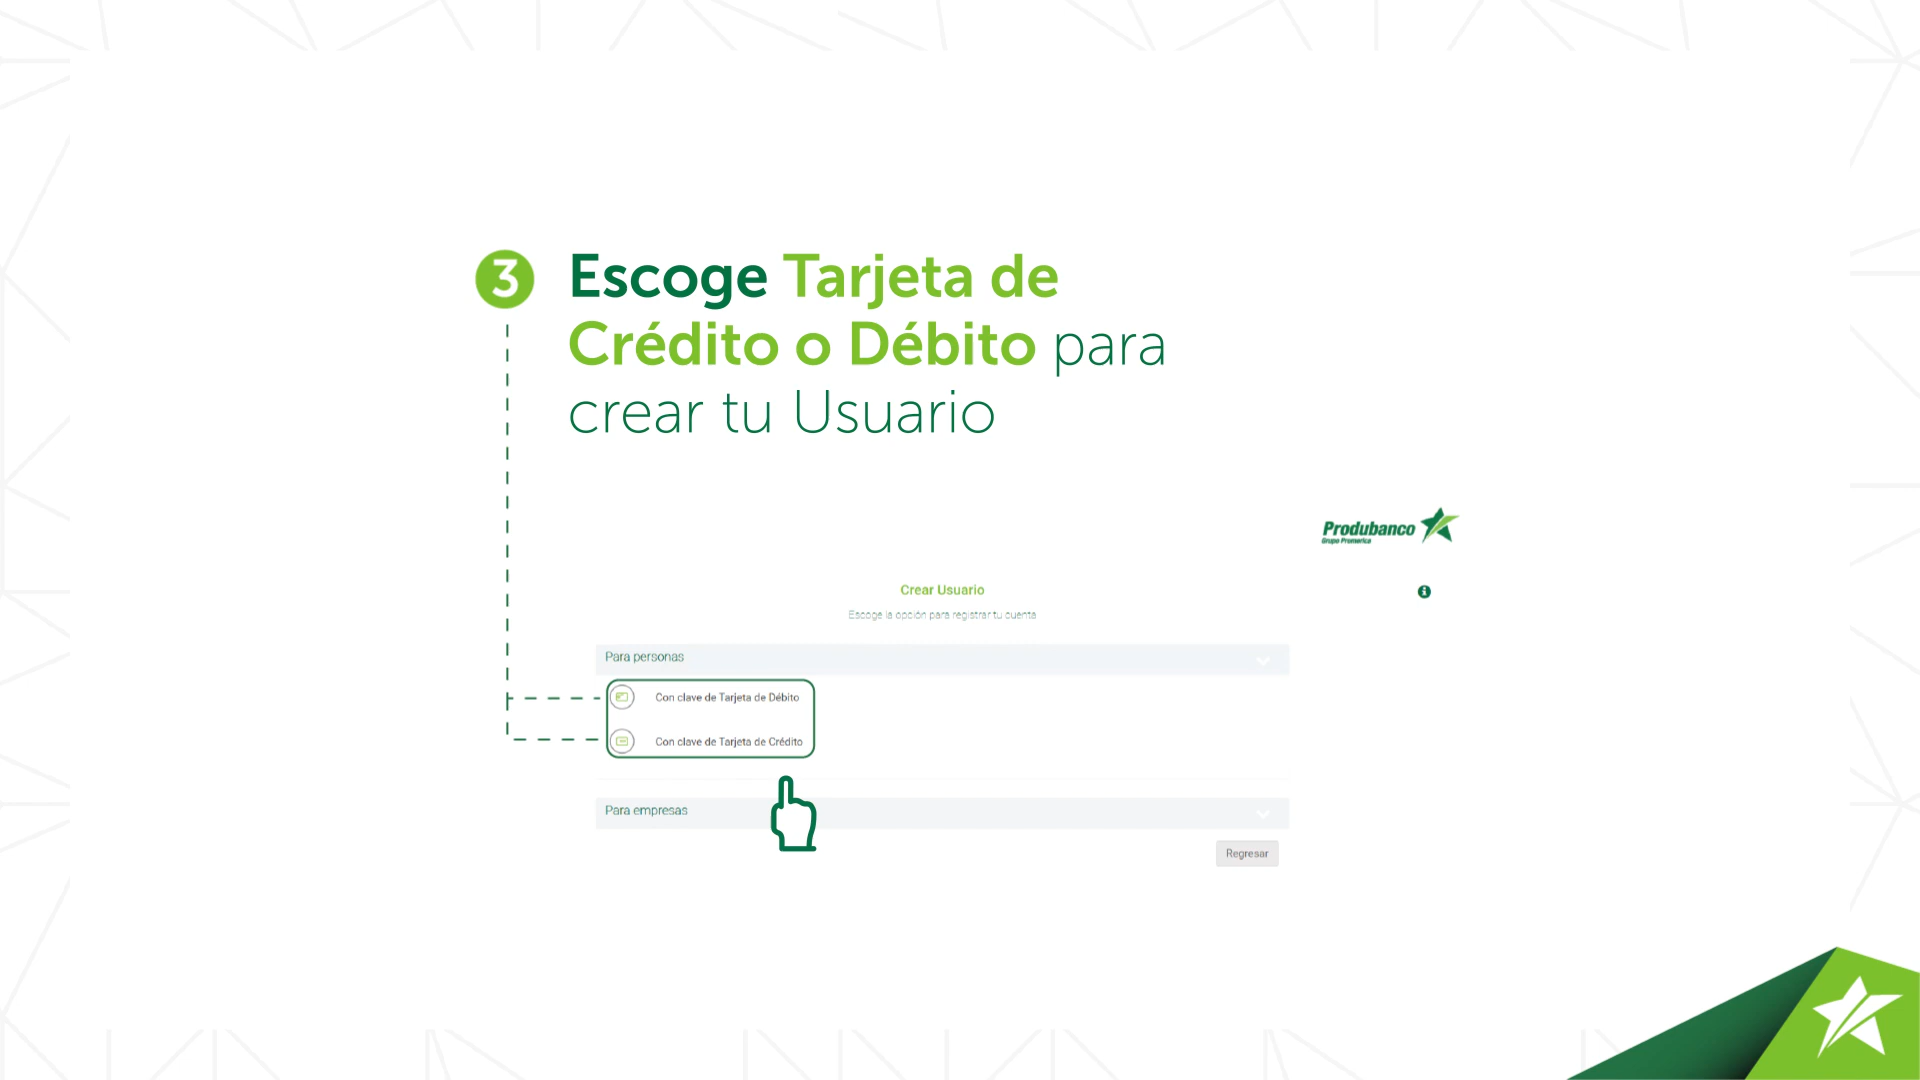 3
Escoge Tarjeta de
Crédito o Débito para
crear tu Usuario
Produbanco
Grupo Promerica
Crear Usuario
Escoge la opción para registrar tu cuenta
Para personas
Con clave de Tarjeta de Débito
Con clave de Tarjeta de Crédito
Para empresas
Regresar